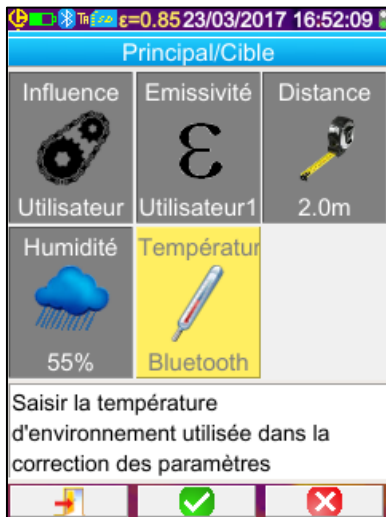 ε=0.85 23/03/2017 16:52:09
Principal/Cible
Influence Emissivité Distance
ε
Utilisateur Utilisateur1 2.0m
Humidité Températur
55% Bluetooth
Saisir la température
d'environnement utilisée dans la
correction des paramètres